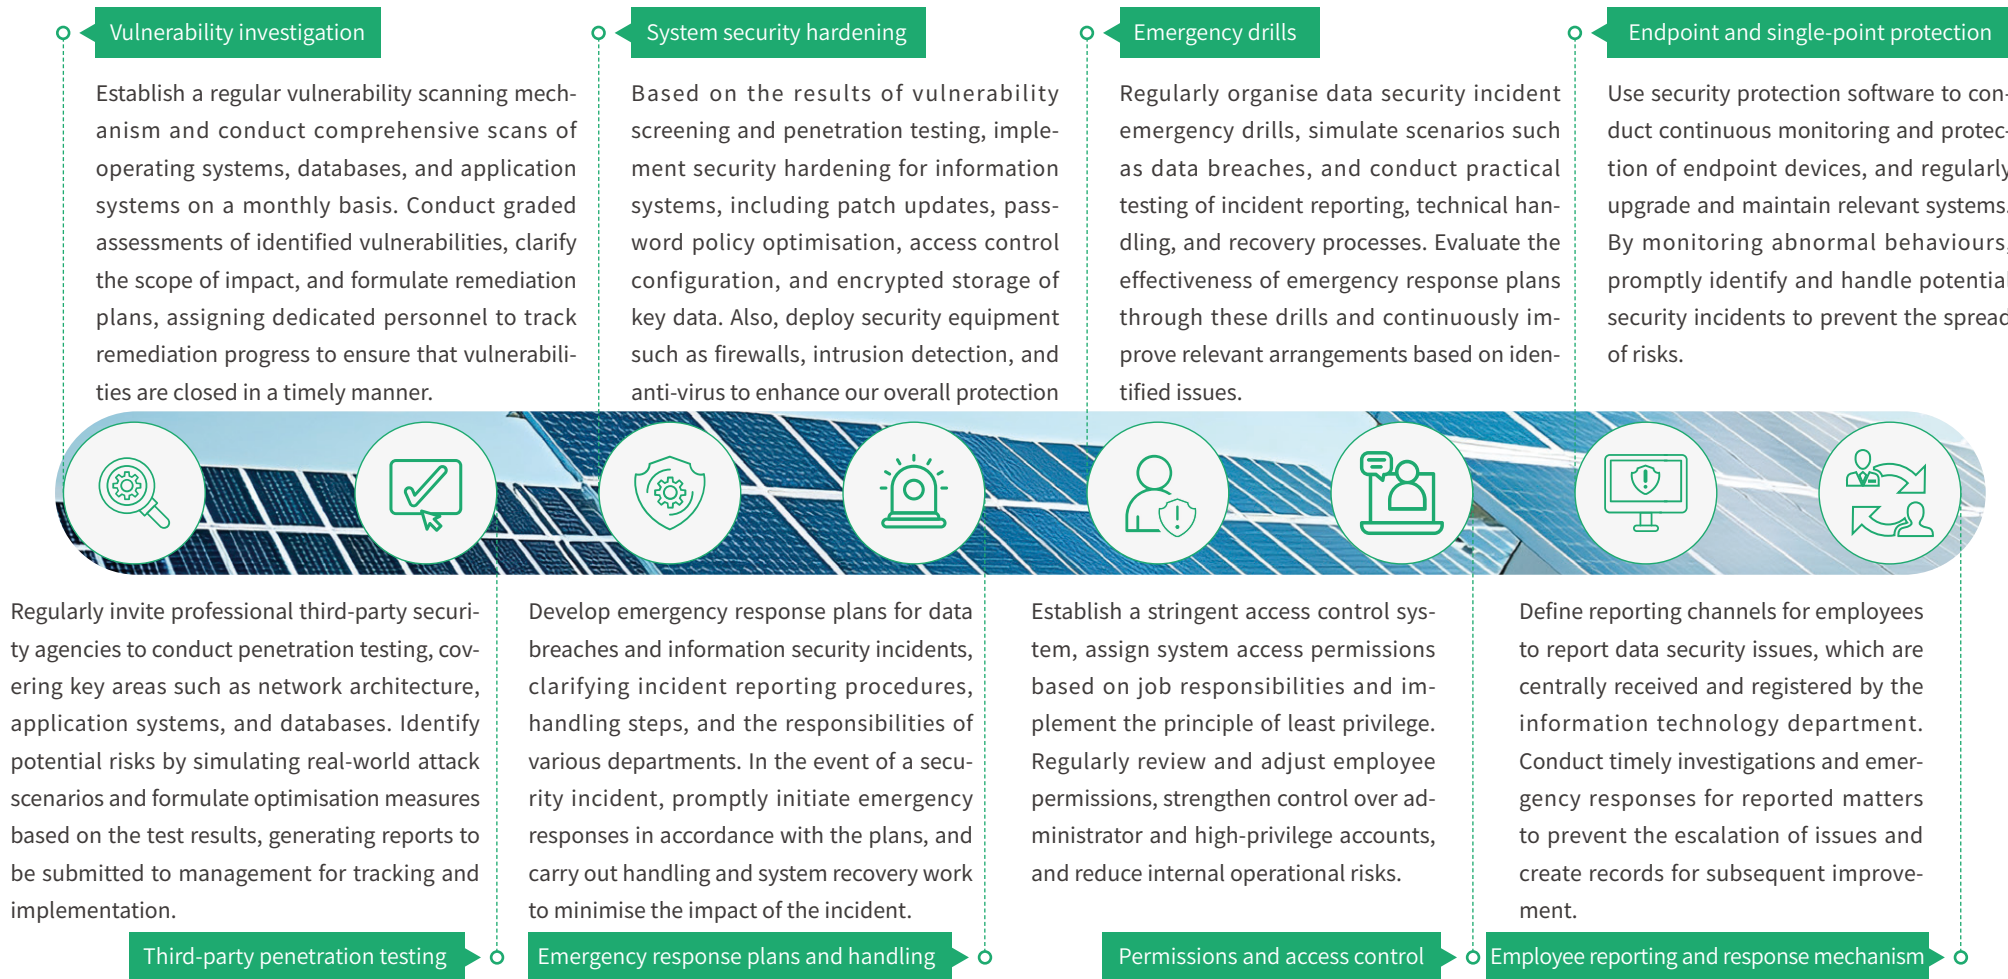 Vulnerability investigation
Establish a regular vulnerability scanning mech-
anism and conduct comprehensive scans of
operating systems, databases, and application
systems on a monthly basis. Conduct graded
assessments of identified vulnerabilities, clarify
the scope of impact, and formulate remediation
plans, assigning dedicated personnel to track
remediation progress to ensure that vulnerabili-
ties are closed in a timely manner.
System security hardening
Based on the results of vulnerability
screening and penetration testing, imple-
ment security hardening for information
systems, including patch updates, pass-
word policy optimisation, access control
configuration, and encrypted storage of
key data. Also, deploy security equipment
such as firewalls, intrusion detection, and
anti-virus to enhance our overall protection
Emergency drills
Regularly organise data security incident
emergency drills, simulate scenarios such
as data breaches, and conduct practical
testing of incident reporting, technical han-
dling, and recovery processes. Evaluate the
effectiveness of emergency response plans
through these drills and continuously im-
prove relevant arrangements based on iden-
tified issues.
Endpoint and single-point protection
Use security protection software to con-
duct continuous monitoring and protec-
tion of endpoint devices, and regularly
upgrade and maintain relevant systems.
By monitoring abnormal behaviours,
promptly identify and handle potential
security incidents to prevent the spread
of risks.
Regularly invite professional third-party securi-
ty agencies to conduct penetration testing, cov-
ering key areas such as network architecture,
application systems, and databases. Identify
potential risks by simulating real-world attack
scenarios and formulate optimisation measures
based on the test results, generating reports to
be submitted to management for tracking and
implementation.
Third-party penetration testing
Develop emergency response plans for data
breaches and information security incidents,
clarifying incident reporting procedures,
handling steps, and the responsibilities of
various departments. In the event of a secu-
rity incident, promptly initiate emergency
responses in accordance with the plans, and
carry out handling and system recovery work
to minimise the impact of the incident.
Emergency response plans and handling
Establish a stringent access control sys-
tem, assign system access permissions
based on job responsibilities and im-
plement the principle of least privilege.
Regularly review and adjust employee
permissions, strengthen control over ad-
ministrator and high-privilege accounts,
and reduce internal operational risks.
Permissions and access control
Define reporting channels for employees
to report data security issues, which are
centrally received and registered by the
information technology department.
Conduct timely investigations and emer-
gency responses for reported matters
to prevent the escalation of issues and
create records for subsequent improve-
ment.
Employee reporting and response mechanism